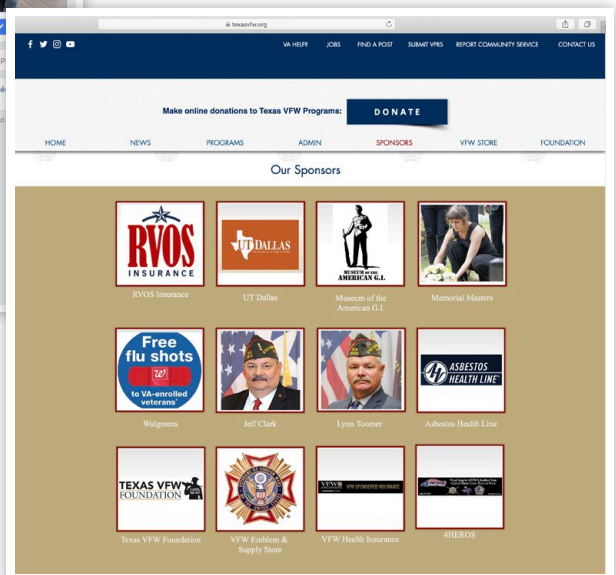 texasvfw.org
VA HELP? JOBS FIND A POST SUBMIT VPRS REPORT COMMUNITY SERVICE CONTACT US
Make online donations to Texas VFW Programs: DONATE
HOME NEWS PROGRAMS ADMIN SPONSORS VFW STORE FOUNDATION
Our Sponsors
RVOS
INSURANCE
UT DALLAS
MUSEUM OF THE
AMERICAN G.I.
RVOS Insurance
UT Dallas
Museum of the
American G.I.
Memorial Masters
Free
flu shots
to VA-enrolled
veterans*
ASBESTOS
HEALTH LINE
Walgreens
Jeff Clark
Lynn Toomer
Asbestos Health Line
TEXAS VFW
FOUNDATION
VFW VFW SPONSORED INSURANCE
Texas VFW Foundation
VFW Emblem &
Supply Store
VFW Health Insurance
4HEROS